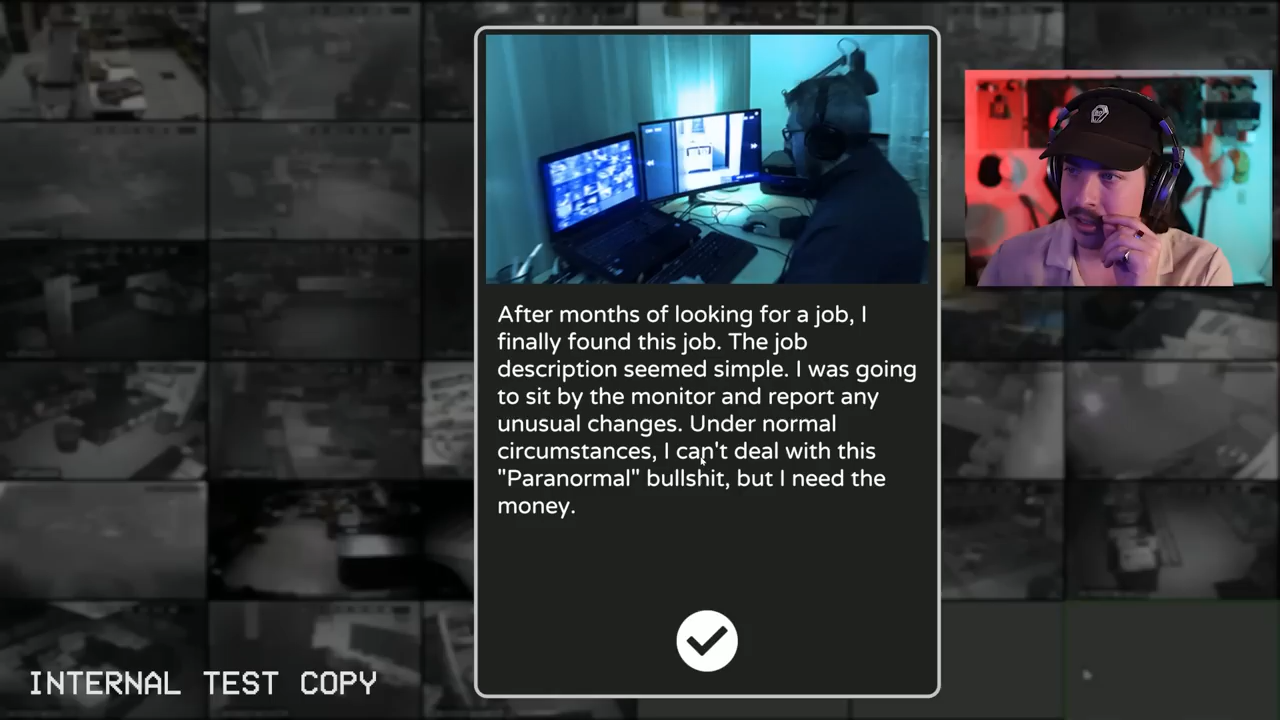 After months of looking for a job, I
finally found this job. The job
description seemed simple. I was going
to sit by the monitor and report any
unusual changes. Under normal
circumstances, I can't deal with this
"Paranormal" bullshit, but I need the
money.
INTERNAL TEST COPY